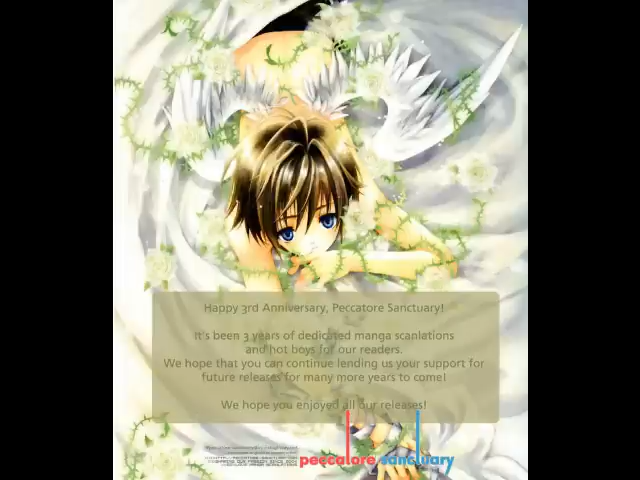 Happy 3rd Anniversary, Peccatore Sanctuary!
It's been 3 years of dedicated manga scanlations
and hot boys for our readers.
We hope that you can continue lending us your support for
future releases for many more years to come!
We hope you enjoyed all our releases!
peccatore sanctuary